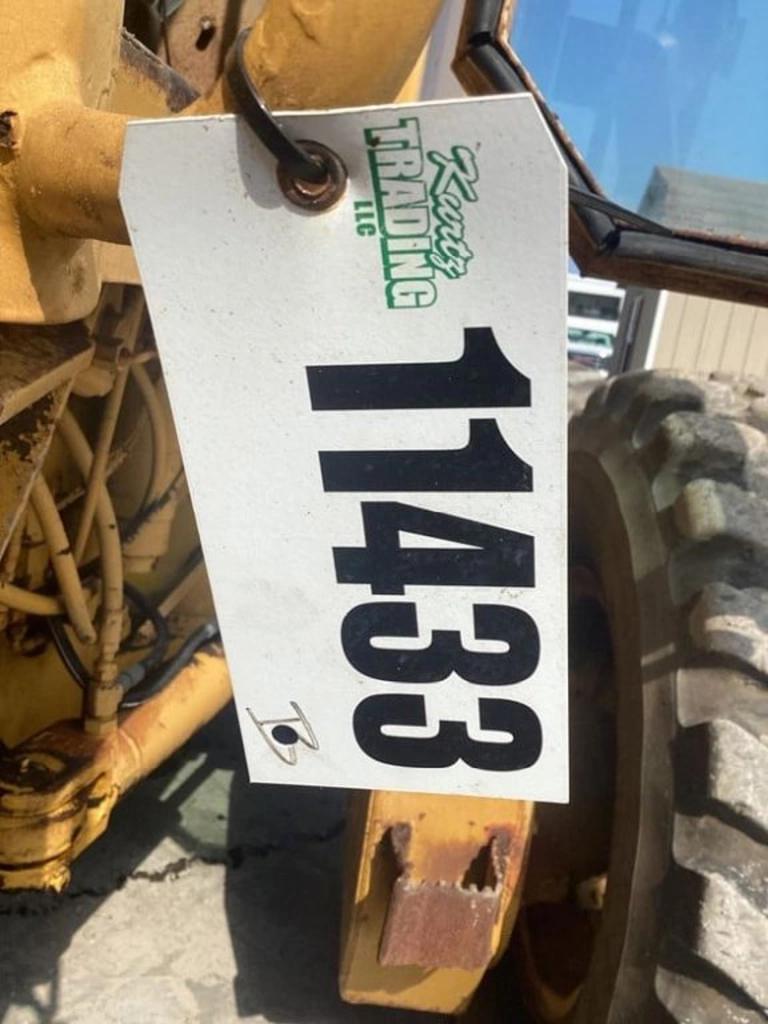 Kurtz
TRADING
LLC
11433
B